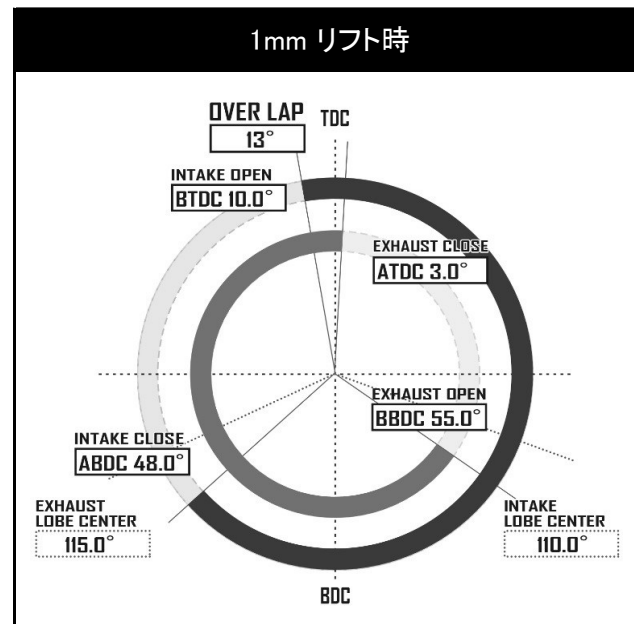 1mm リフト時
OVER LAP
13°
TDC
INTAKE OPEN
BTDC 10.0°
EXHAUST CLOSE
ATDC 3.0°
EXHAUST OPEN
BBDC 55.0°
INTAKE CLOSE
ABDC 48.0°
EXHAUST
LOBE CENTER
115.0°
INTAKE
LOBE CENTER
110.0°
BDC